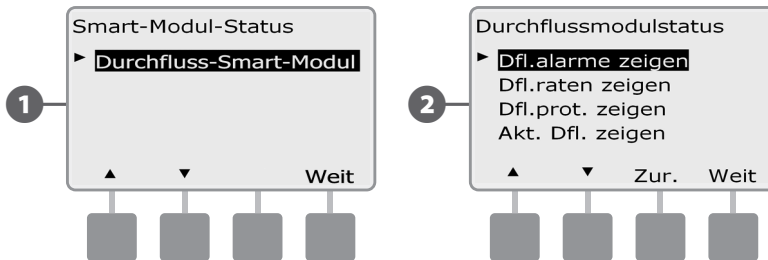 1
Smart-Modul-Status
► Durchfluss-Smart-Modul
▲ ▼ Weit
2
Durchflussmodulstatus
► Dfl.alarme zeigen
Dfl.raten zeigen
Dfl.prot. zeigen
Akt. Dfl. zeigen
▲ ▼ Zur. Weit